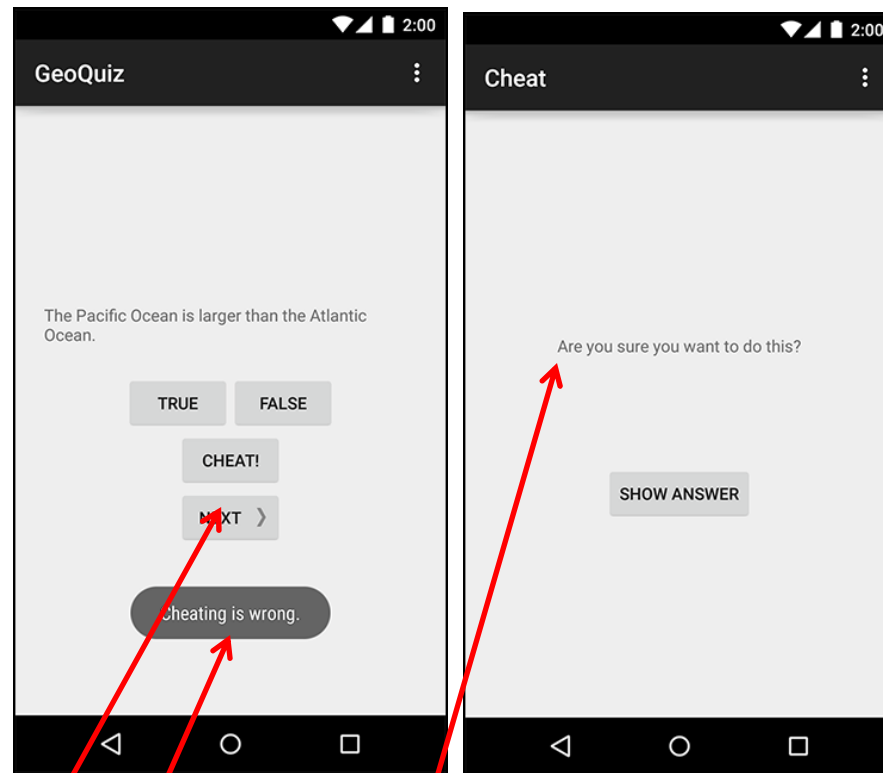 2:00
GeoQuiz
The Pacific Ocean is larger than the Atlantic
Ocean.
TRUE FALSE
CHEAT!
NEXT
Cheating is wrong.
2:00
Cheat
Are you sure you want to do this?
SHOW ANSWER